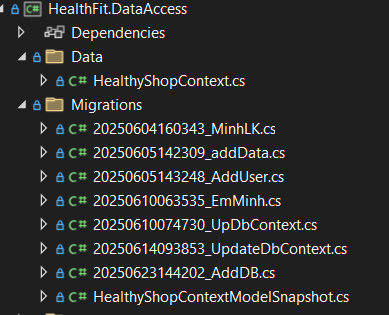 C# HealthFit.DataAccess
Dependencies
Data
C# HealthyShopContext.cs
Migrations
C# 20250604160343_MinhLK.cs
C# 20250605142309_addData.cs
C# 20250605143248_AddUser.cs
C# 20250610063535_EmMinh.cs
C# 20250610074730_UpDbContext.cs
C# 20250614093853_UpdateDbContext.cs
C# 20250623144202_AddDB.cs
C# HealthyShopContextModelSnapshot.cs